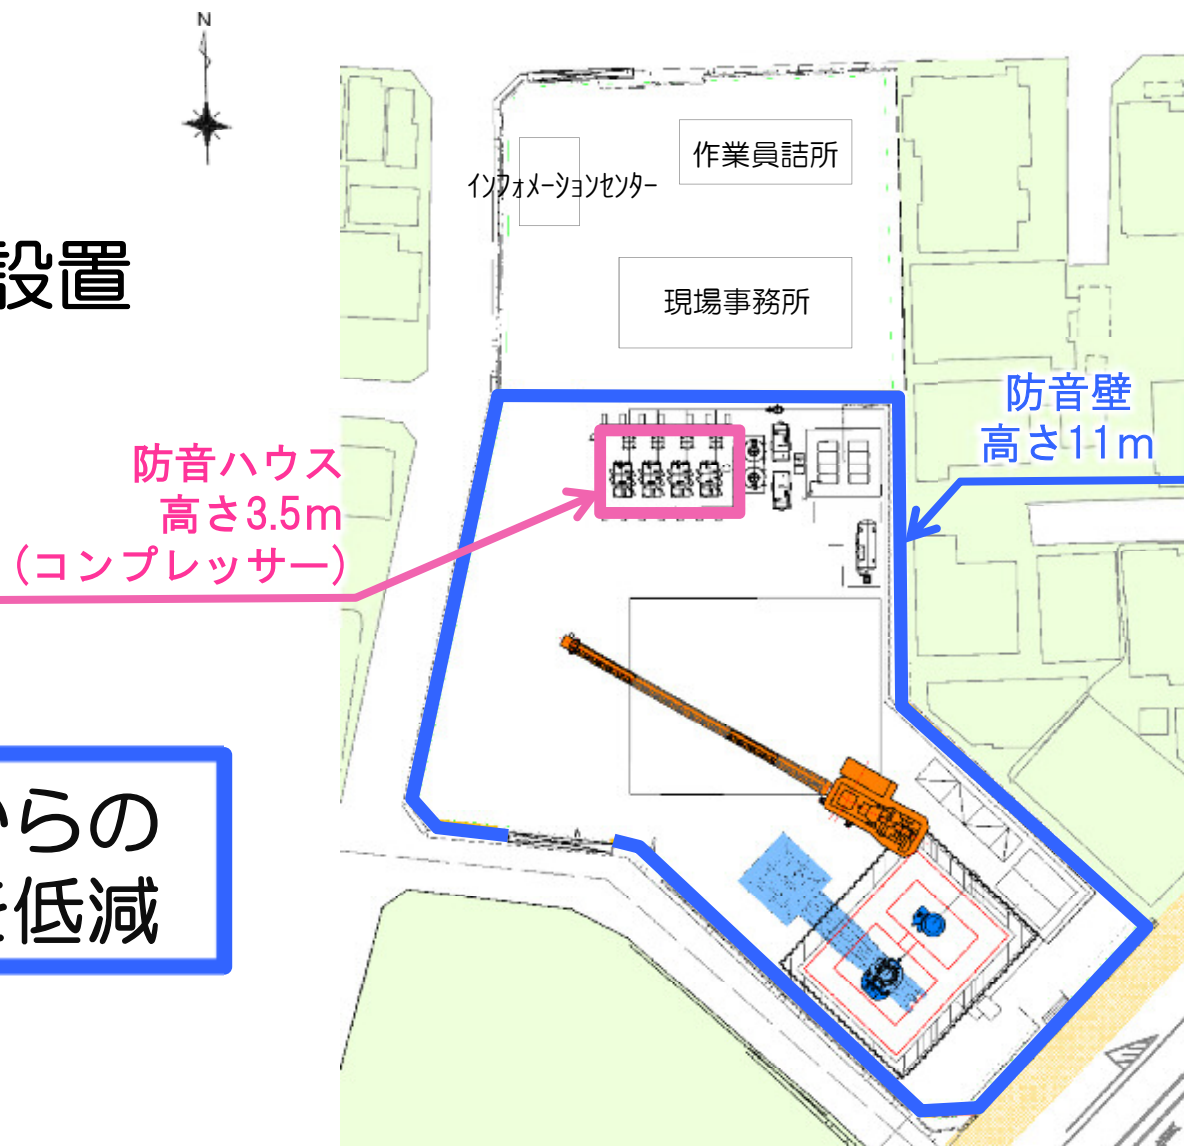 N
作業員詰所
インフォメーションセンター
設置
現場事務所
防音壁
高さ11m
防音ハウス
高さ3.5m
(コンプレッサー)
からの
を低減